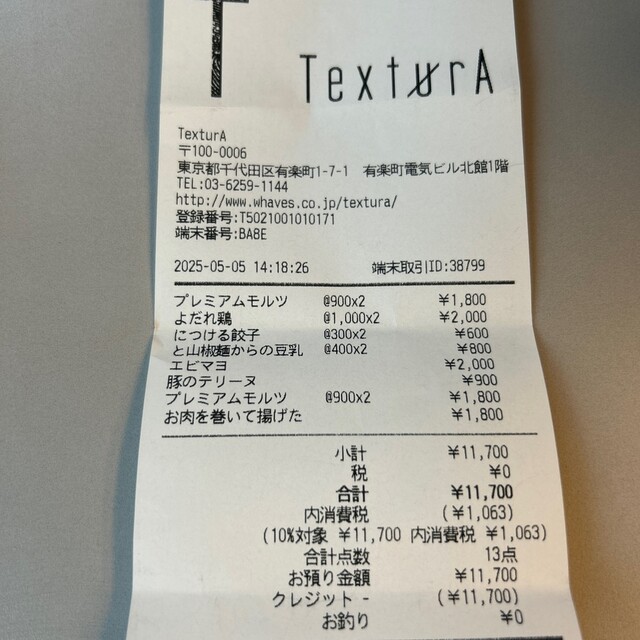 T
TexturA
TexturA
〒100-0006
東京都千代田区有楽町1-7-1 有楽町電気ビル北館1階
TEL:03-6259-1144
http://www.whaves.co.jp/textura/
登録番号:T5021001010171
端末番号:BA8E
2025-05-05 14:18:26 端末取引ID:38799
プレミアムモルツ @900x2 ¥1,800
よだれ鶏 @1,000x2 ¥2,000
につける餃子 @300x2 ¥600
と山椒麺からの豆乳 @400x2 ¥800
エビマヨ ¥2,000
豚のテリーヌ ¥900
プレミアムモルツ @900x2 ¥1,800
お肉を巻いて揚げた ¥1,800
小計 ¥11,700
税 ¥0
合計 ¥11,700
内消費税 (¥1,063)
(10%対象 ¥11,700 内消費税 ¥1,063)
合計点数 13点
お預り金額 ¥11,700
クレジット - (¥11,700)
お釣り ¥0